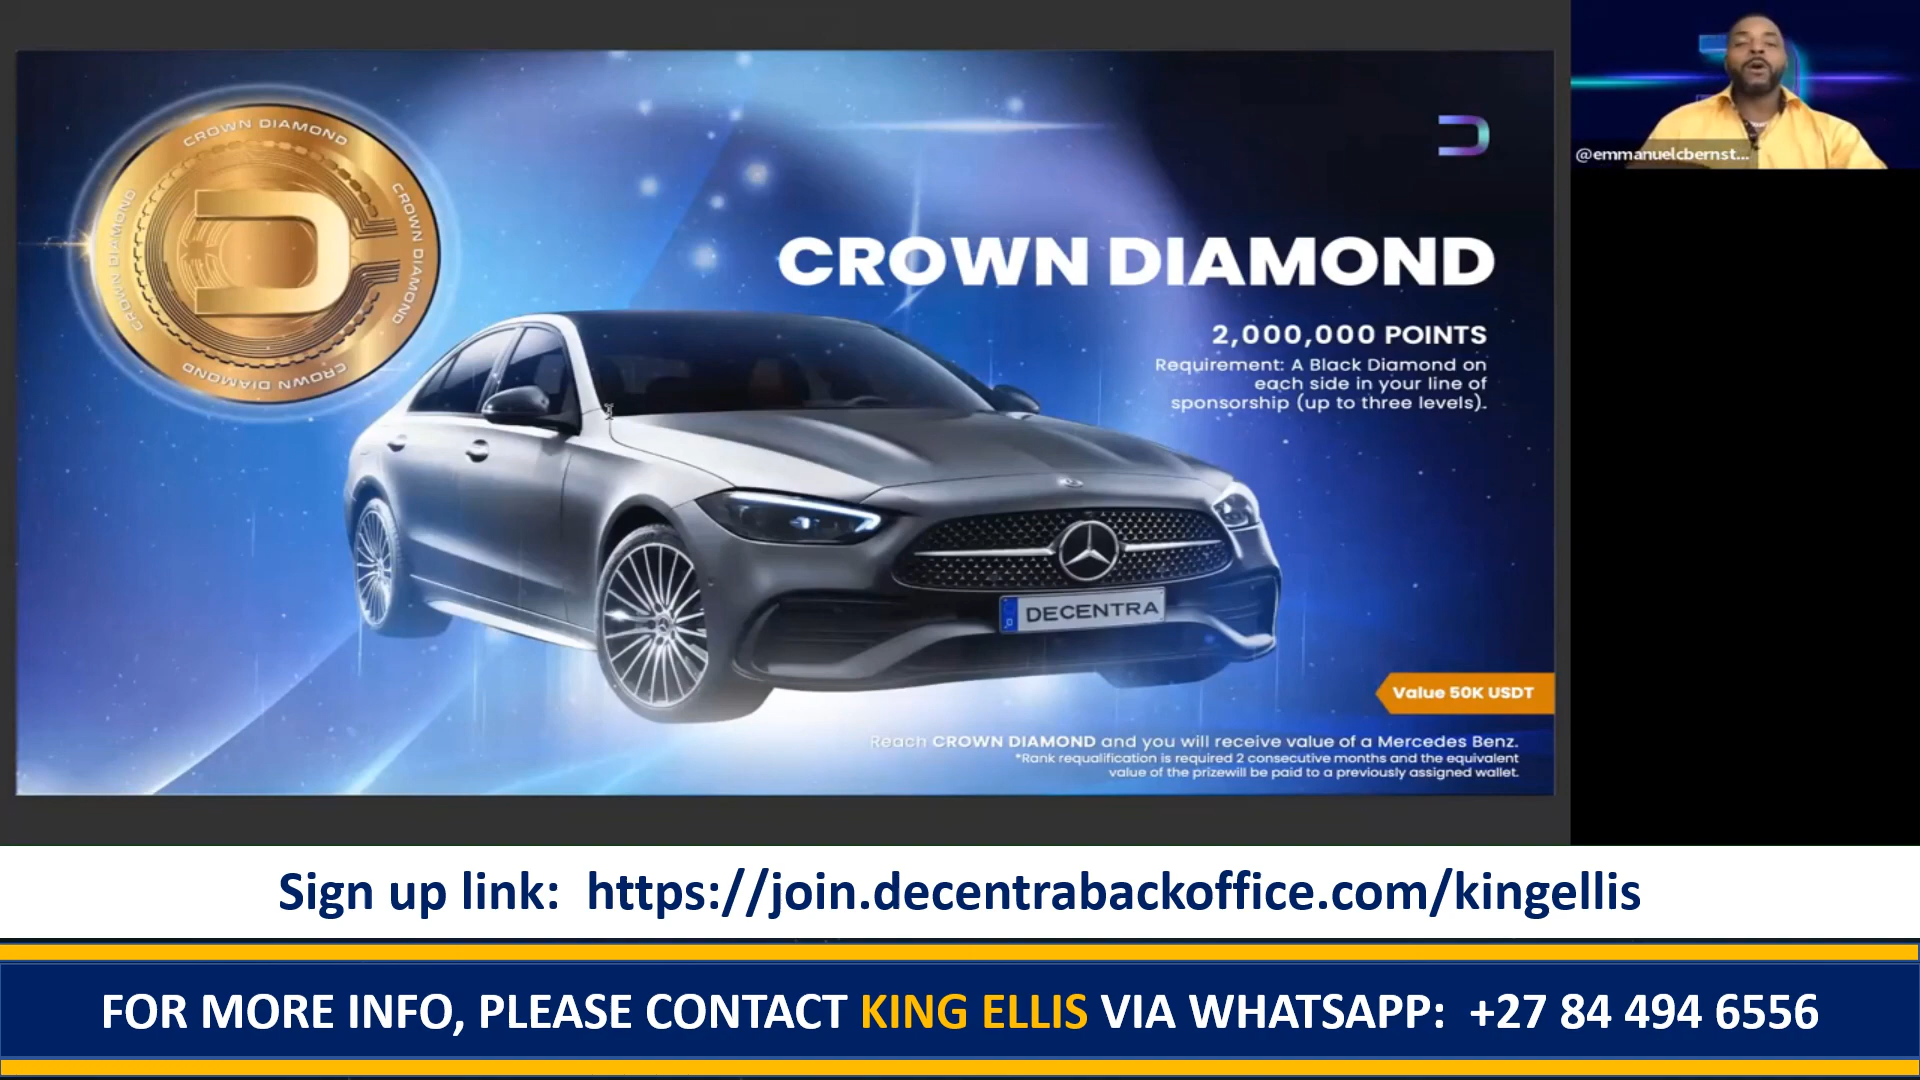 CROWN DIAMOND
CROWN DIAMOND
CROWN DIAMOND
CROWN DIAMOND
@emmanuelcbernst...
CROWN DIAMOND
2,000,000 POINTS
Requirement: A Black Diamond on
each side in your line of
sponsorship (up to three levels).
DECENTRA
Value 50K USDT
Reach CROWN DIAMOND and you will receive value of a Mercedes Benz.
*Rank requalification is required 2 consecutive months and the equivalent
value of the prizewill be paid to a previously assigned wallet.
Sign up link: https://join.decentrabackoffice.com/kingellis
FOR MORE INFO, PLEASE CONTACT KING ELLIS VIA WHATSAPP: +27 84 494 6556